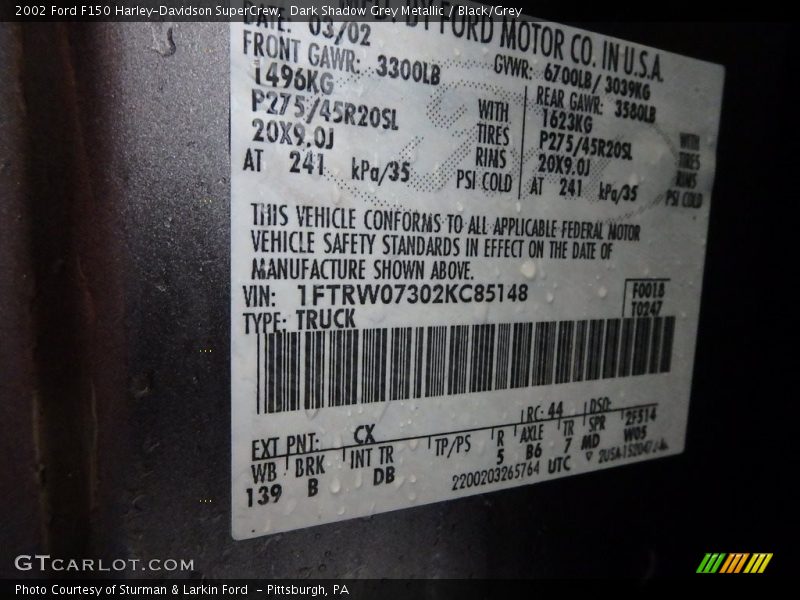 2002 Ford F150 Harley-Davidson SuperCrew, Dark Shadow Grey Metallic / Black/Grey
DATE: 03/02
BY FORD MOTOR CO. IN U.S.A.
FRONT GAWR: 3300LB
GVWR: 6700LB/ 3039KG
1496KG
REAR GAWR: 3580LB
P275/45R20SL WITH
1623KG WITH
20X9.0J TIRES
P275/45R20SL TIRES
RINS
20X9.0J RINS
AT 241 kPa/35 PSI COLD
AT 241 kPa/35 PSI COLD
THIS VEHICLE CONFORMS TO ALL APPLICABLE FEDERAL MOTOR
VEHICLE SAFETY STANDARDS IN EFFECT ON THE DATE OF
MANUFACTURE SHOWN ABOVE.
VIN: 1FTRW07302KC85148
F0018
TYPE: TRUCK
T0247
EXT PNT: CX
RC: 44 DSO:
WB BRK INT TR TP/PS R AXLE TR SPR 2F514
139 B DB 5 B6 7 MD W05
2200203265764 UTC
GTCARLOT.COM
Photo Courtesy of Sturman & Larkin Ford - Pittsburgh, PA